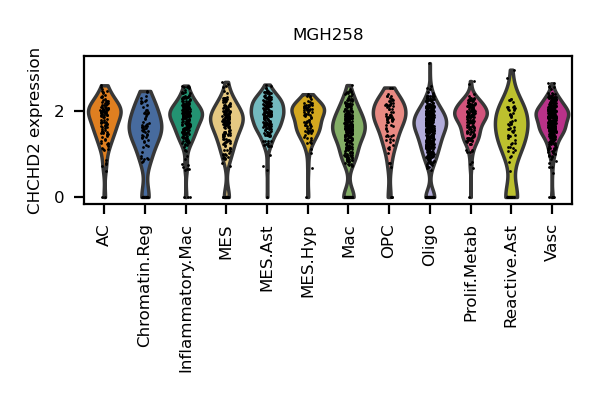 MGH258
CHCHD2 expression
2
0
AC
Chromatin.Reg
Inflammatory.Mac
MES
MES.Ast
MES.Hyp
Mac
OPC
Oligo
Prolif.Metab
Reactive.Ast
Vasc